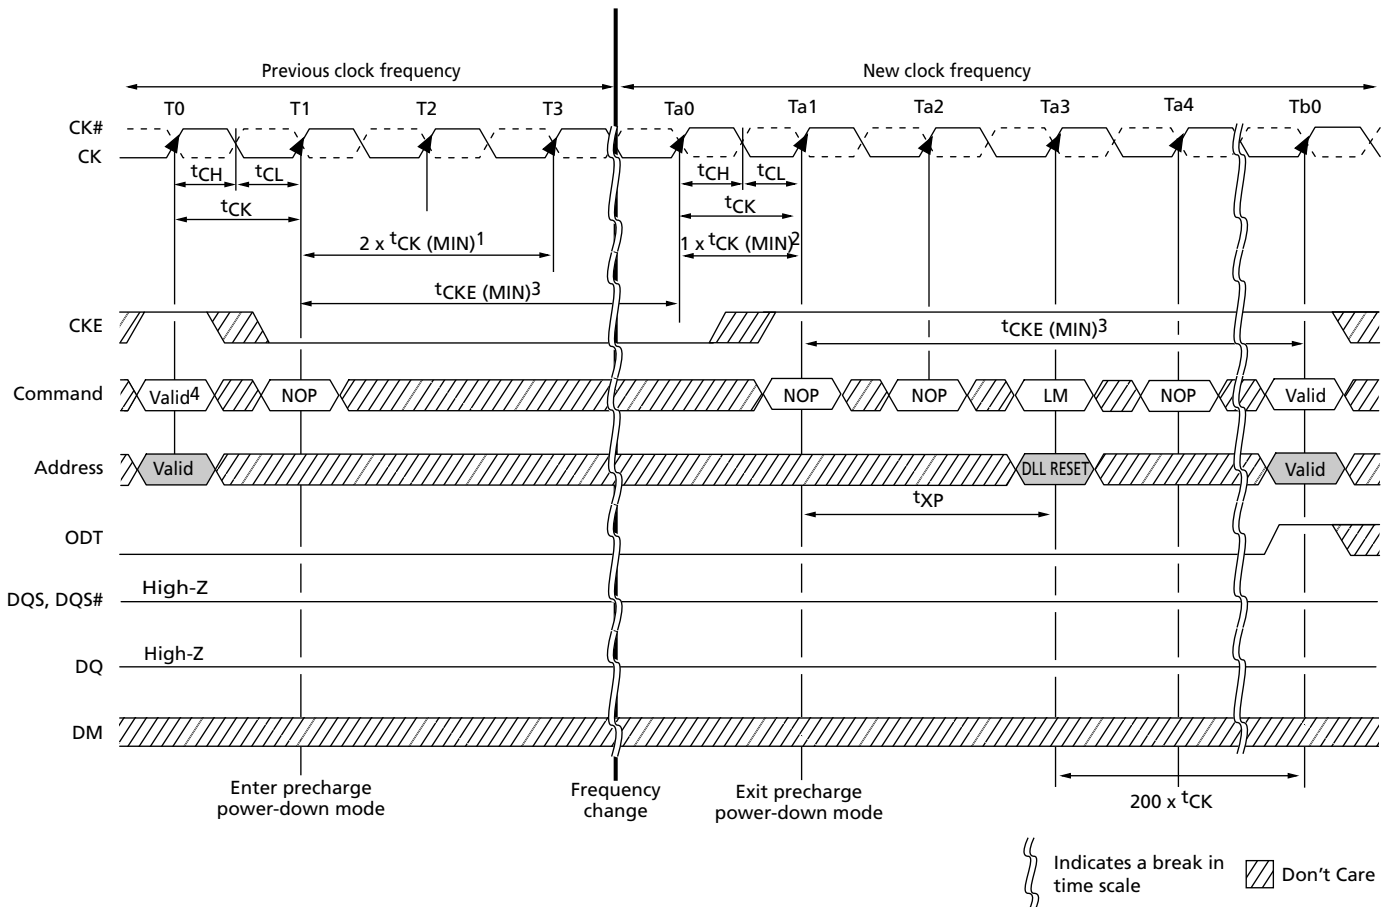 Previous clock frequency
New clock frequency
T0 T1 T2 T3 Ta0 Ta1 Ta2 Ta3 Ta4 Tb0
CK#
CK
tCH tCL tCH tCL
tCK tCK
2 x tCK (MIN)1 1 x tCK (MIN)2
tCKE (MIN)3
CKE
tCKE (MIN)3
Command Valid4 NOP NOP NOP LM NOP Valid
Address Valid DLL RESET Valid
tXP
ODT
High-Z
DQS, DQS#
High-Z
DQ
DM
Enter precharge
power-down mode
Frequency
change
Exit precharge
power-down mode
200 x tCK
Indicates a break in
time scale
Don't Care